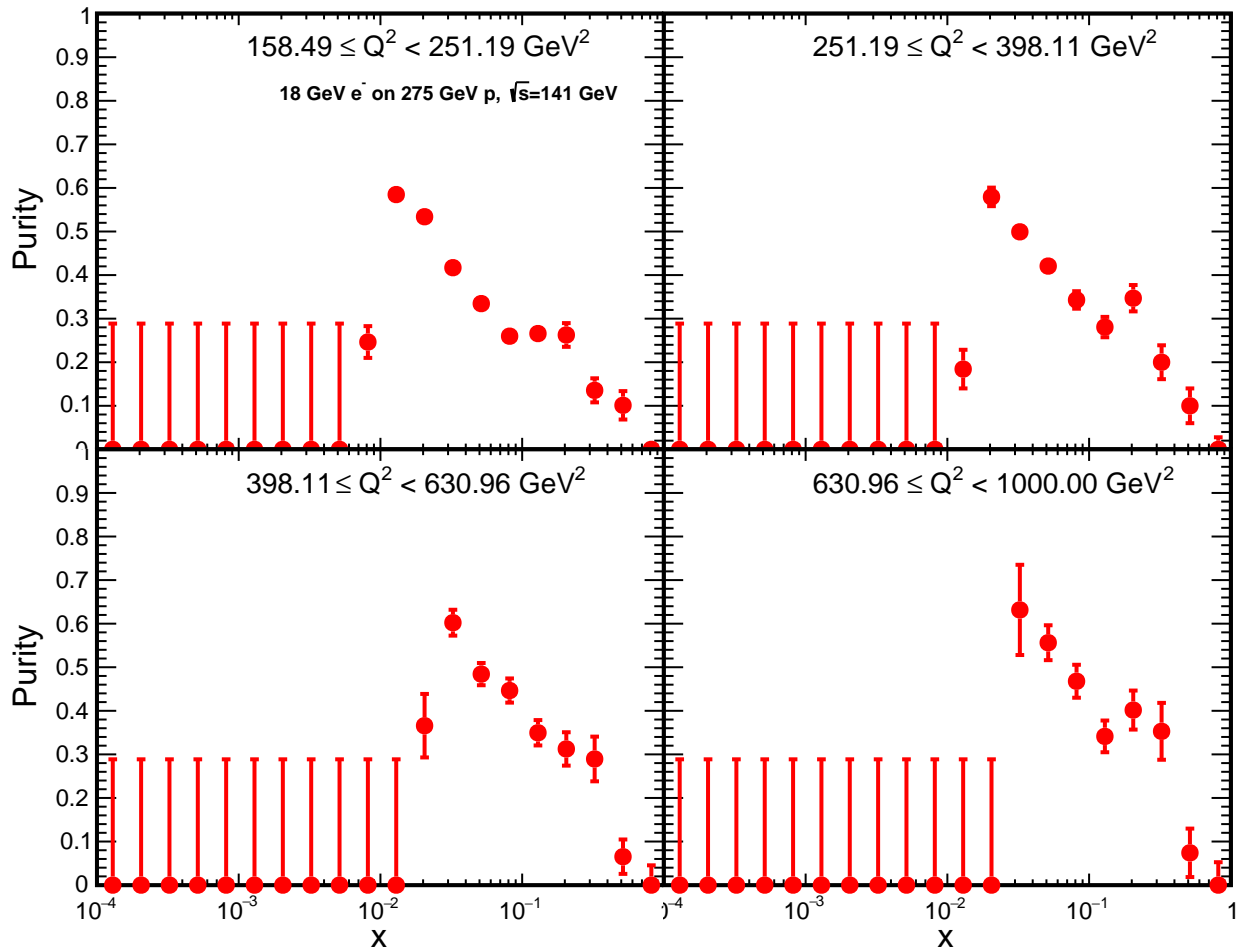 158.49 ≤ Q² < 251.19 GeV²
18 GeV e⁻ on 275 GeV p, √s=141 GeV
251.19 ≤ Q² < 398.11 GeV²
1
0.9
0.8
0.7
0.6
0.5
0.4
0.3
0.2
0.1
0
Purity
398.11 ≤ Q² < 630.96 GeV²
630.96 ≤ Q² < 1000.00 GeV²
0.9
0.8
0.7
0.6
0.5
0.4
0.3
0.2
0.1
0
Purity
10⁻⁴ 10⁻³ 10⁻² 10⁻¹ 10⁻³ 10⁻² 10⁻¹ 1
x x